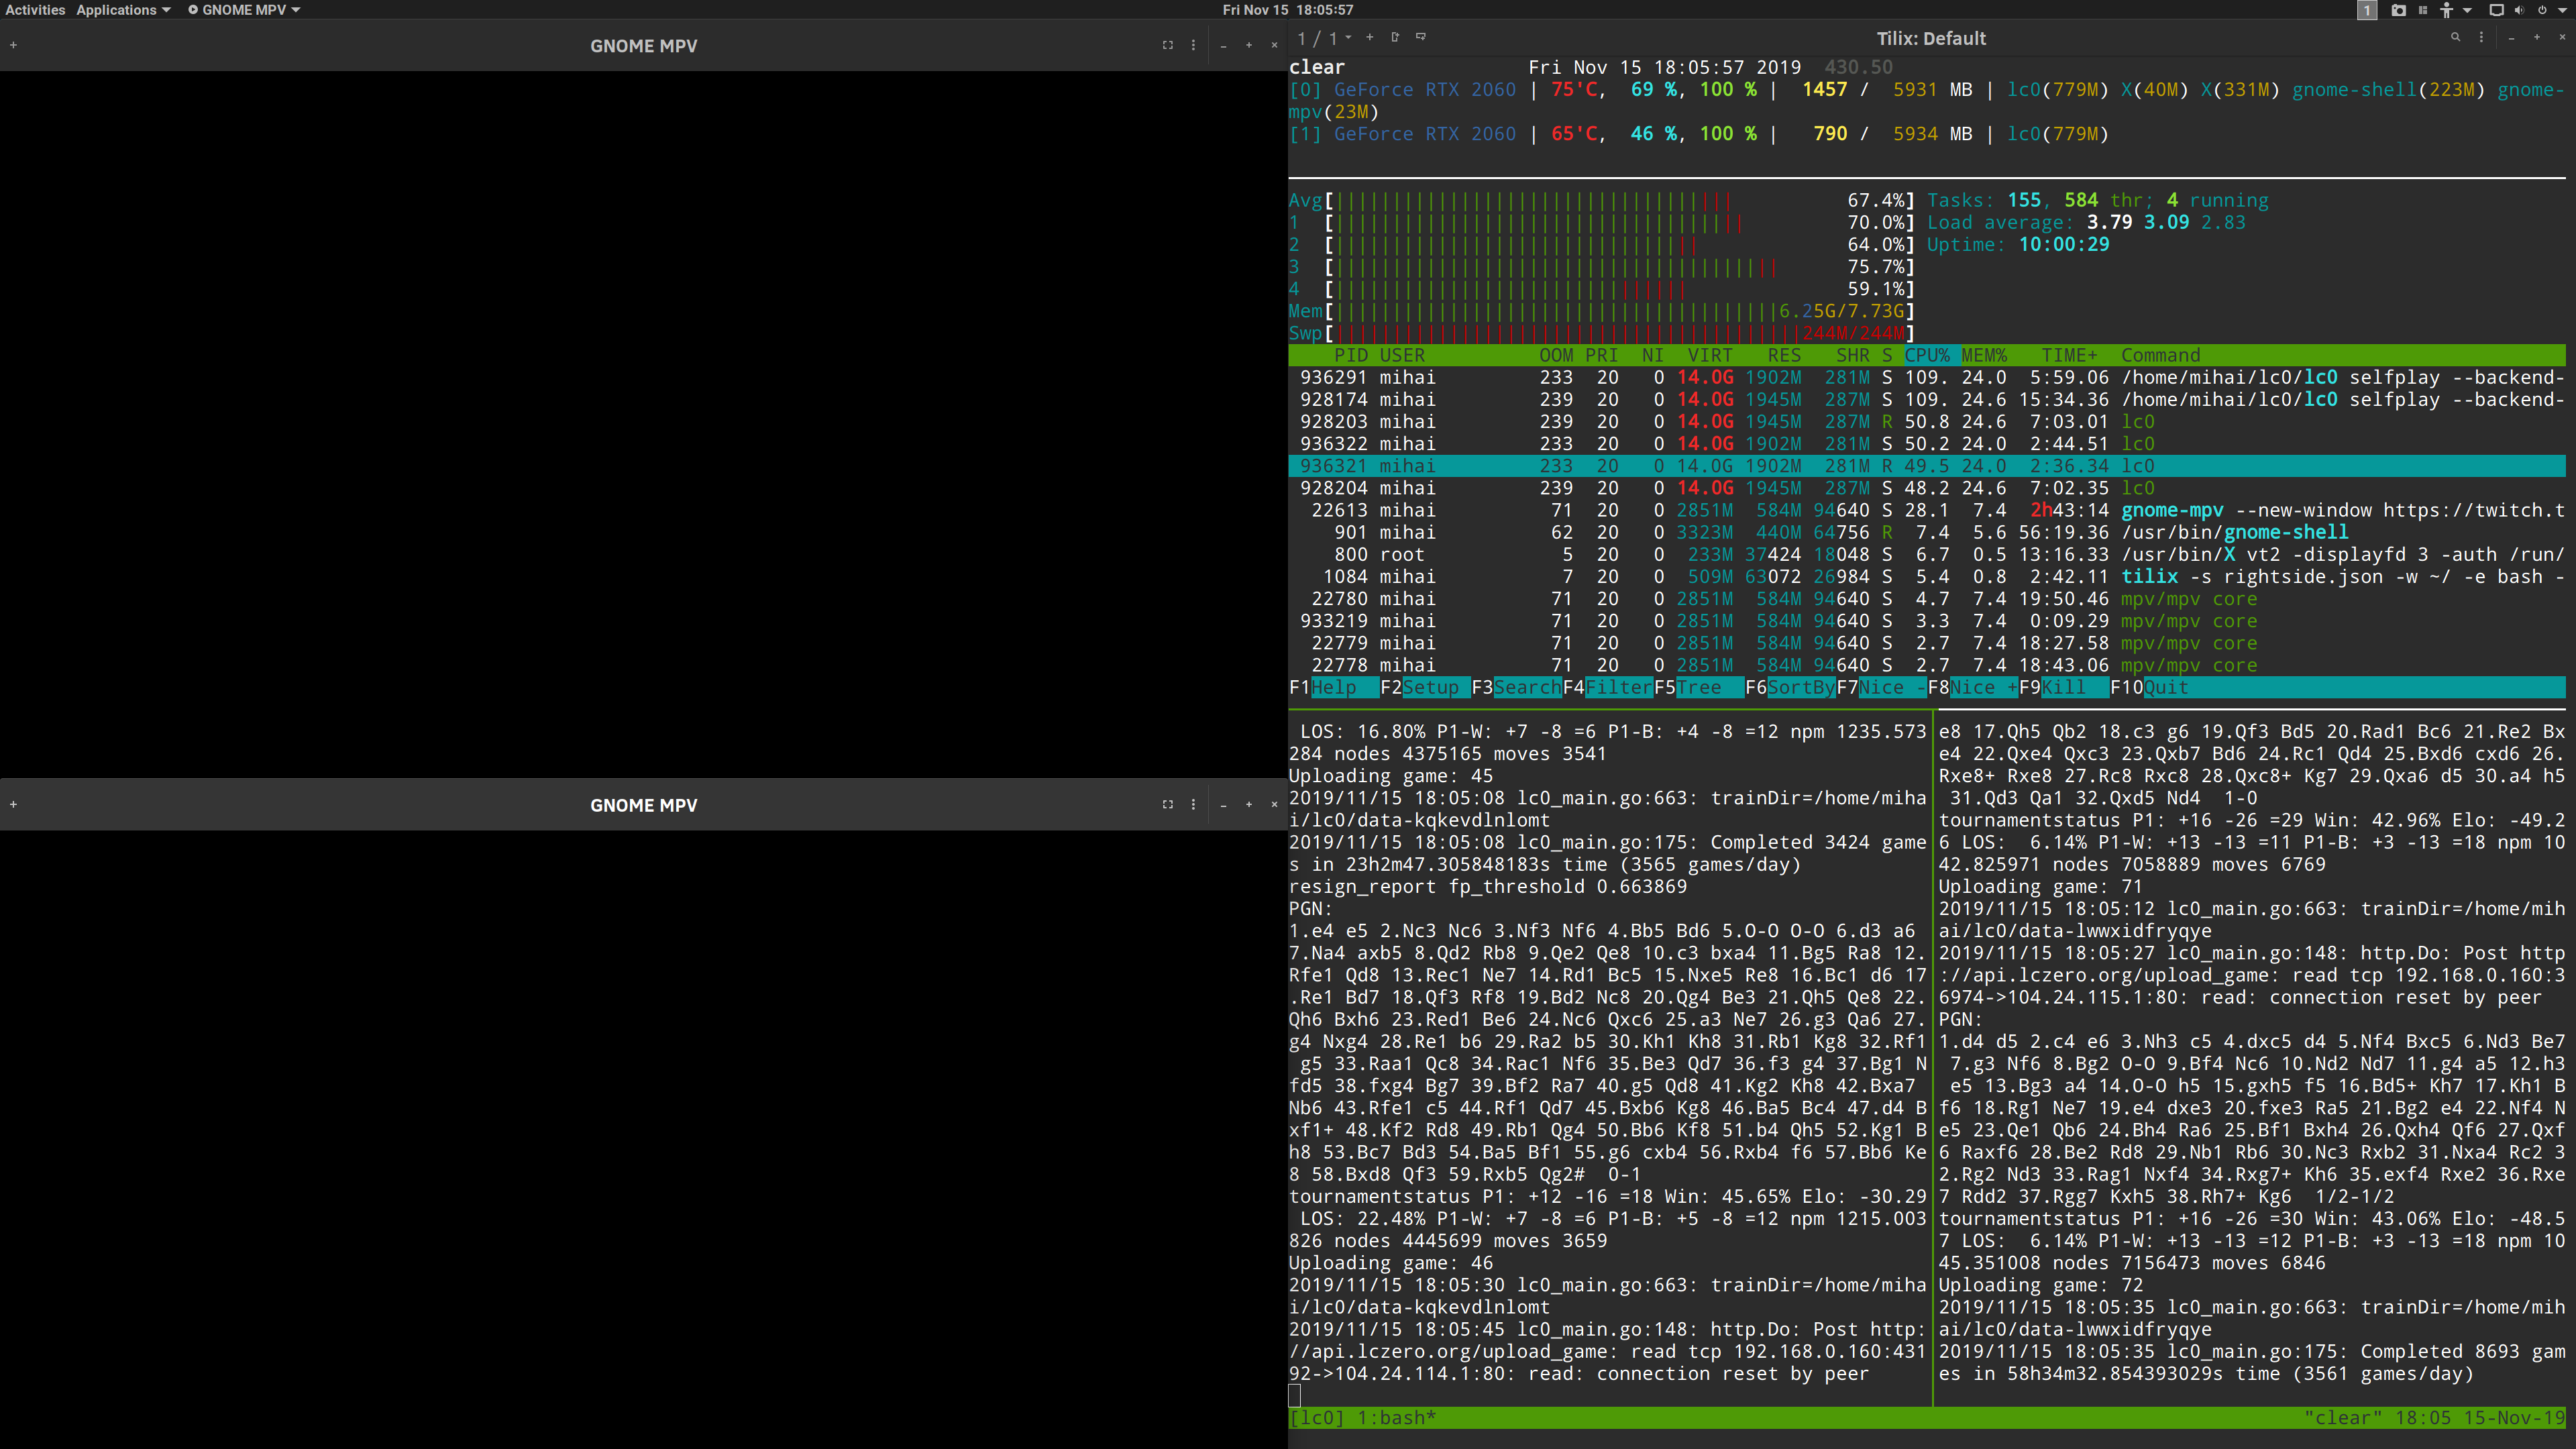 Activities Applications GNOME MPV Fri Nov 15 18:05:57 1
GNOME MPV
GNOME MPV
1 / 1 Tilix: Default
clear Fri Nov 15 18:05:57 2019 430.50
[0] GeForce RTX 2060 | 75'C, 69 %, 100 % | 1457 / 5931 MB | lc0(779M) X(40M) X(331M) gnome-shell(223M) gnome-
mpv(23M)
[1] GeForce RTX 2060 | 65'C, 46 %, 100 % | 790 / 5934 MB | lc0(779M)
Avg[ 67.4%] Tasks: 155, 584 thr; 4 running
1 [ 70.0%] Load average: 3.79 3.09 2.83
2 [ 64.0%] Uptime: 10:00:29
3 [ 75.7%]
4 [ 59.1%]
Mem[ 6.25G/7.73G]
Swp[ 244M/244M]
PID USER OOM PRI NI VIRT RES SHR S CPU% MEM% TIME+ Command
936291 mihai 233 20 0 14.0G 1902M 281M S 109. 24.0 5:59.06 /home/mihai/lc0/lc0 selfplay --backend-
928174 mihai 239 20 0 14.0G 1945M 287M S 109. 24.6 15:34.36 /home/mihai/lc0/lc0 selfplay --backend-
928203 mihai 239 20 0 14.0G 1945M 287M R 50.8 24.6 7:03.01 lc0
936322 mihai 233 20 0 14.0G 1902M 281M S 50.2 24.0 2:44.51 lc0
936321 mihai 233 20 0 14.0G 1902M 281M R 49.5 24.0 2:36.34 lc0
928204 mihai 239 20 0 14.0G 1945M 287M S 48.2 24.6 7:02.35 lc0
22613 mihai 71 20 0 2851M 584M 94640 S 28.1 7.4 2h43:14 gnome-mpv --new-window https://twitch.t
901 mihai 62 20 0 3323M 440M 64756 R 7.4 5.6 56:19.36 /usr/bin/gnome-shell
800 root 5 20 0 233M 37424 18048 S 6.7 0.5 13:16.33 /usr/bin/X vt2 -displayfd 3 -auth /run/
1084 mihai 7 20 0 509M 63072 26984 S 5.4 0.8 2:42.11 tilix -s rightside.json -w ~/ -e bash -
22780 mihai 71 20 0 2851M 584M 94640 S 4.7 7.4 19:50.46 mpv/mpv core
933219 mihai 71 20 0 2851M 584M 94640 S 3.3 7.4 0:09.29 mpv/mpv core
22779 mihai 71 20 0 2851M 584M 94640 S 2.7 7.4 18:27.58 mpv/mpv core
22778 mihai 71 20 0 2851M 584M 94640 S 2.7 7.4 18:43.06 mpv/mpv core
F1Help F2Setup F3SearchF4FilterF5Tree F6SortByF7Nice -F8Nice +F9Kill F10Quit
LOS: 16.80% P1-W: +7 -8 =6 P1-B: +4 -8 =12 npm 1235.573
284 nodes 4375165 moves 3541
Uploading game: 45
2019/11/15 18:05:08 lc0_main.go:663: trainDir=/home/miha
i/lc0/data-kqkevdlnlomt
2019/11/15 18:05:08 lc0_main.go:175: Completed 3424 game
s in 23h2m47.305848183s time (3565 games/day)
resign_report fp_threshold 0.663869
PGN:
1.e4 e5 2.Nc3 Nc6 3.Nf3 Nf6 4.Bb5 Bd6 5.O-O O-O 6.d3 a6
7.Na4 axb5 8.Qd2 Rb8 9.Qe2 Qe8 10.c3 bxa4 11.Bg5 Ra8 12.
Rfe1 Qd8 13.Rec1 Ne7 14.Rd1 Bc5 15.Nxe5 Re8 16.Bc1 d6 17
.Re1 Bd7 18.Qf3 Rf8 19.Bd2 Nc8 20.Qg4 Be3 21.Qh5 Qe8 22.
Qh6 Bxh6 23.Red1 Be6 24.Nc6 Qxc6 25.a3 Ne7 26.g3 Qa6 27.
g4 Nxg4 28.Re1 b6 29.Ra2 b5 30.Kh1 Kh8 31.Rb1 Kg8 32.Rf1
g5 33.Raa1 Qc8 34.Rac1 Nf6 35.Be3 Qd7 36.f3 g4 37.Bg1 N
fd5 38.fxg4 Bg7 39.Bf2 Ra7 40.g5 Qd8 41.Kg2 Kh8 42.Bxa7
Nb6 43.Rfe1 c5 44.Rf1 Qd7 45.Bxb6 Kg8 46.Ba5 Bc4 47.d4 B
xf1+ 48.Kf2 Rd8 49.Rb1 Qg4 50.Bb6 Kf8 51.b4 Qh5 52.Kg1 B
h8 53.Bc7 Bd3 54.Ba5 Bf1 55.g6 cxb4 56.Rxb4 f6 57.Bb6 Ke
8 58.Bxd8 Qf3 59.Rxb5 Qg2# 0-1
tournamentstatus P1: +12 -16 =18 Win: 45.65% Elo: -30.29
LOS: 22.48% P1-W: +7 -8 =6 P1-B: +5 -8 =12 npm 1215.003
826 nodes 4445699 moves 3659
Uploading game: 46
2019/11/15 18:05:30 lc0_main.go:663: trainDir=/home/miha
i/lc0/data-kqkevdlnlomt
2019/11/15 18:05:45 lc0_main.go:148: http.Do: Post http:
//api.lczero.org/upload_game: read tcp 192.168.0.160:431
92->104.24.114.1:80: read: connection reset by peer
e8 17.Qh5 Qb2 18.c3 g6 19.Qf3 Bd5 20.Rad1 Bc6 21.Re2 Bx
e4 22.Qxe4 Qxc3 23.Qxb7 Bd6 24.Rc1 Qd4 25.Bxd6 cxd6 26.
Rxe8+ Rxe8 27.Rc8 Rxc8 28.Qxc8+ Kg7 29.Qxa6 d5 30.a4 h5
31.Qd3 Qa1 32.Qxd5 Nd4 1-0
tournamentstatus P1: +16 -26 =29 Win: 42.96% Elo: -49.2
6 LOS: 6.14% P1-W: +13 -13 =11 P1-B: +3 -13 =18 npm 10
42.825971 nodes 7058889 moves 6769
Uploading game: 71
2019/11/15 18:05:12 lc0_main.go:663: trainDir=/home/mih
ai/lc0/data-lwwxidfryqye
2019/11/15 18:05:27 lc0_main.go:148: http.Do: Post http
://api.lczero.org/upload_game: read tcp 192.168.0.160:3
6974->104.24.115.1:80: read: connection reset by peer
PGN:
1.d4 d5 2.c4 e6 3.Nh3 c5 4.dxc5 d4 5.Nf4 Bxc5 6.Nd3 Be7
7.g3 Nf6 8.Bg2 O-O 9.Bf4 Nc6 10.Nd2 Nd7 11.g4 a5 12.h3
e5 13.Bg3 a4 14.O-O h5 15.gxh5 f5 16.Bd5+ Kh7 17.Kh1 B
f6 18.Rg1 Ne7 19.e4 dxe3 20.fxe3 Ra5 21.Bg2 e4 22.Nf4 N
e5 23.Qe1 Qb6 24.Bh4 Ra6 25.Bf1 Bxh4 26.Qxh4 Qf6 27.Qxf
6 Raxf6 28.Be2 Rd8 29.Nb1 Rb6 30.Nc3 Rxb2 31.Nxa4 Rc2 3
2.Rg2 Nd3 33.Rag1 Nxf4 34.Rxg7+ Kh6 35.exf4 Rxe2 36.Rxe
7 Rdd2 37.Rgg7 Kxh5 38.Rh7+ Kg6 1/2-1/2
tournamentstatus P1: +16 -26 =30 Win: 43.06% Elo: -48.5
7 LOS: 6.14% P1-W: +13 -13 =12 P1-B: +3 -13 =18 npm 10
45.351008 nodes 7156473 moves 6846
Uploading game: 72
2019/11/15 18:05:35 lc0_main.go:663: trainDir=/home/mih
ai/lc0/data-lwwxidfryqye
2019/11/15 18:05:35 lc0_main.go:175: Completed 8693 gam
es in 58h34m32.854393029s time (3561 games/day)
[lc0] 1:bash* "clear" 18:05 15-Nov-19